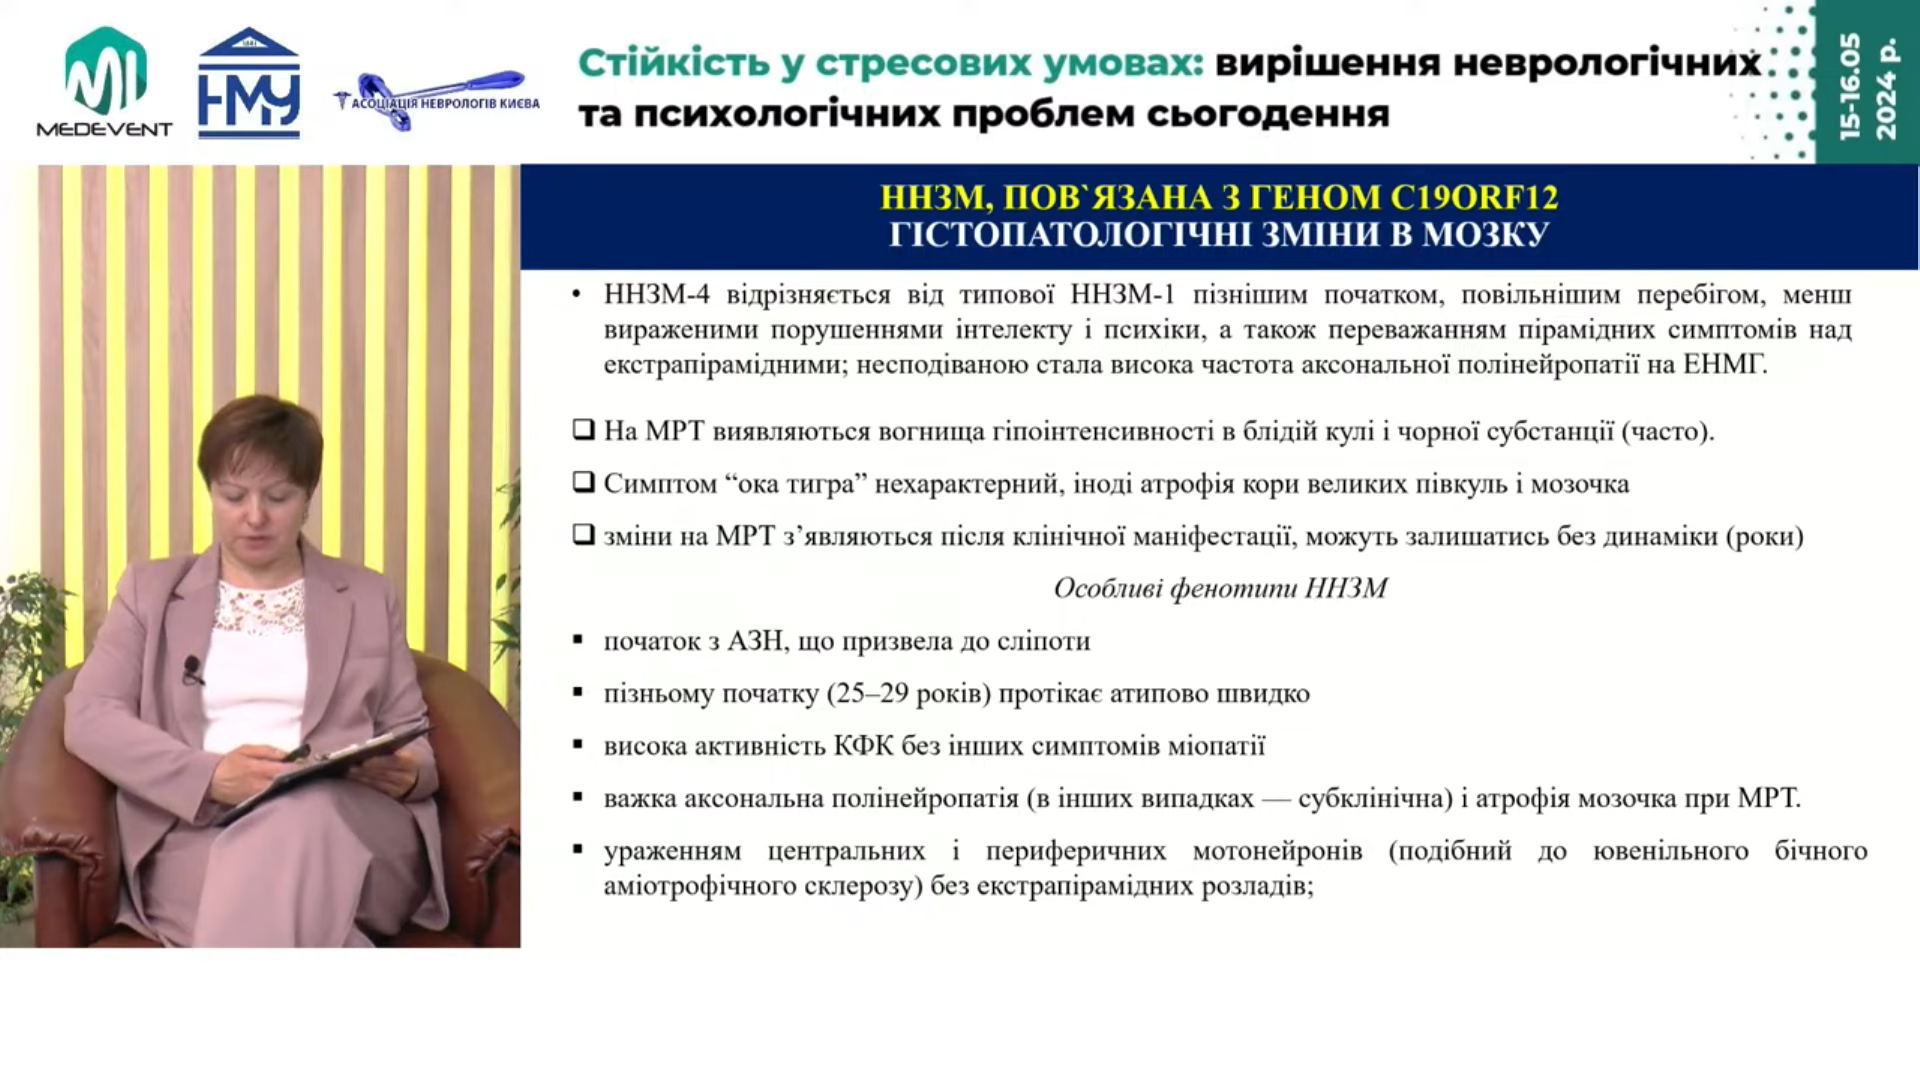 MEDEVENT
1841
НМУ
АСОЦІАЦІЯ НЕВРОЛОГІВ КИЄВА
Стійкість у стресових умовах: вирішення неврологічних
та психологічних проблем сьогодення
15-16.05
2024 р.
ННЗМ, ПОВ`ЯЗАНА З ГЕНОМ C19ORF12
ГІСТОПАТОЛОГІЧНІ ЗМІНИ В МОЗКУ
• ННЗМ-4 відрізняється від типової ННЗМ-1 пізнішим початком, повільнішим перебігом, менш
вираженими порушеннями інтелекту і психіки, а також переважанням пірамідних симптомів над
екстрапірамідними; несподіваною стала висока частота аксональної полінейропатії на ЕНМГ.
❑ На МРТ виявляються вогнища гіпоінтенсивності в блідій кулі і чорної субстанції (часто).
❑ Симптом “ока тигра” нехарактерний, іноді атрофія кори великих півкуль і мозочка
❑ зміни на МРТ з’являються після клінічної маніфестації, можуть залишатись без динаміки (роки)
Особливі фенотипи ННЗМ
▪ початок з АЗН, що призвела до сліпоти
▪ пізньому початку (25–29 років) протікає атипово швидко
▪ висока активність КФК без інших симптомів міопатії
▪ важка аксональна полінейропатія (в інших випадках — субклінічна) і атрофія мозочка при МРТ.
▪ ураженням центральних і периферичних мотонейронів (подібний до ювенільного бічного
аміотрофічного склерозу) без екстрапірамідних розладів;